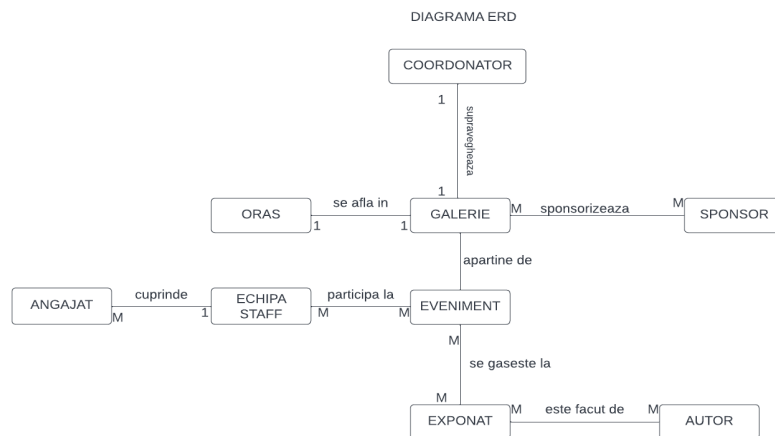 DIAGRAMA ERD
COORDONATOR
1
supravegheaza
1
ORAS
se afla in
1
1
GALERIE
M
sponsorizeaza
M
SPONSOR
apartine de
ANGAJAT
cuprinde
M
1
ECHIPA
STAFF
participa la
M
M
EVENIMENT
M
se gaseste la
M
EXPONAT
M
este facut de
M
AUTOR